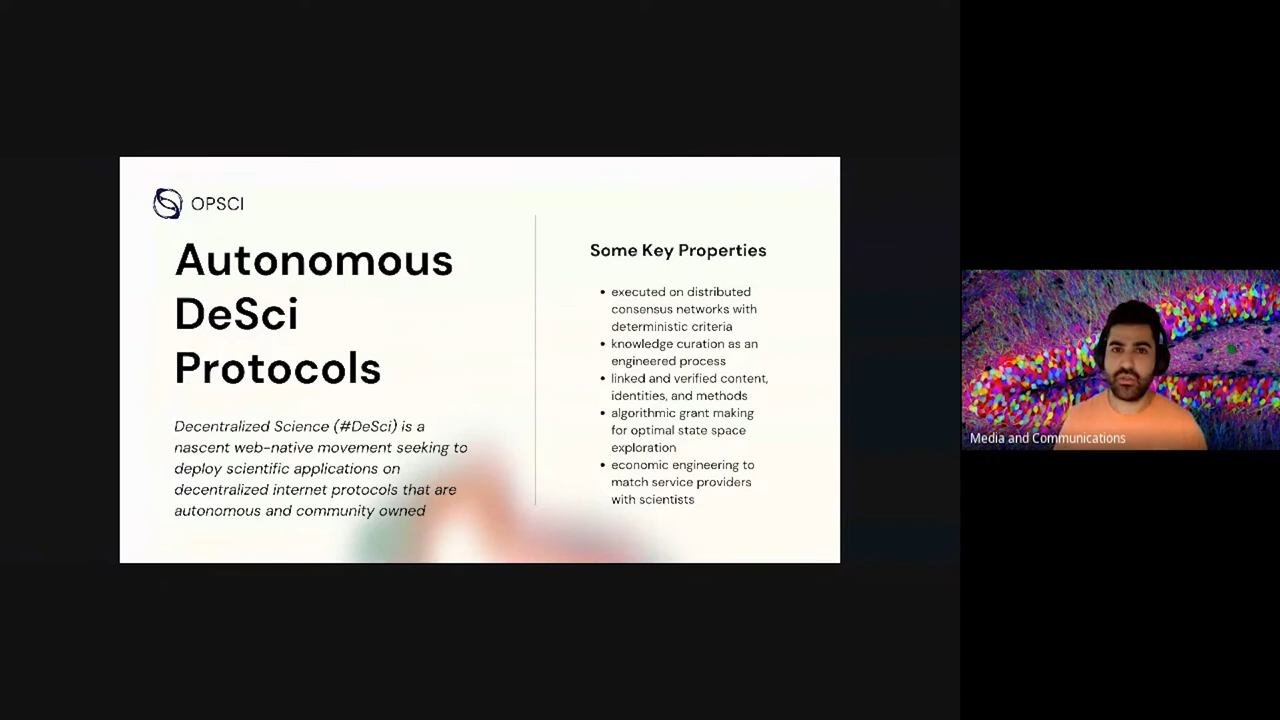 OPSCI
Autonomous
DeSci
Protocols
Decentralized Science (#DeSci) is a
nascent web-native movement seeking to
deploy scientific applications on
decentralized internet protocols that are
autonomous and community owned
Some Key Properties
• executed on distributed
consensus networks with
deterministic criteria
• knowledge curation as an
engineered process
• linked and verified content,
identities, and methods
• algorithmic grant making
for optimal state space
exploration
• economic engineering to
match service providers
with scientists
Media and Communications